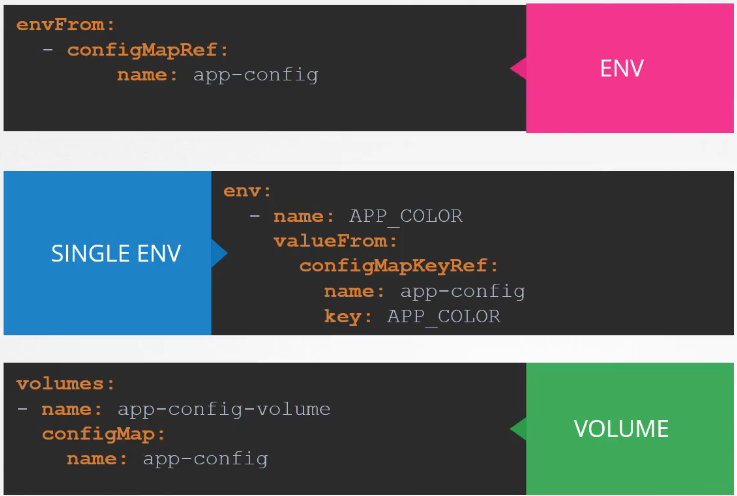 envFrom:
- configMapRef:
name: app-config
ENV
SINGLE ENV
env:
- name: APP_COLOR
valueFrom:
configMapKeyRef:
name: app-config
key: APP_COLOR
volumes:
- name: app-config-volume
configMap:
name: app-config
VOLUME